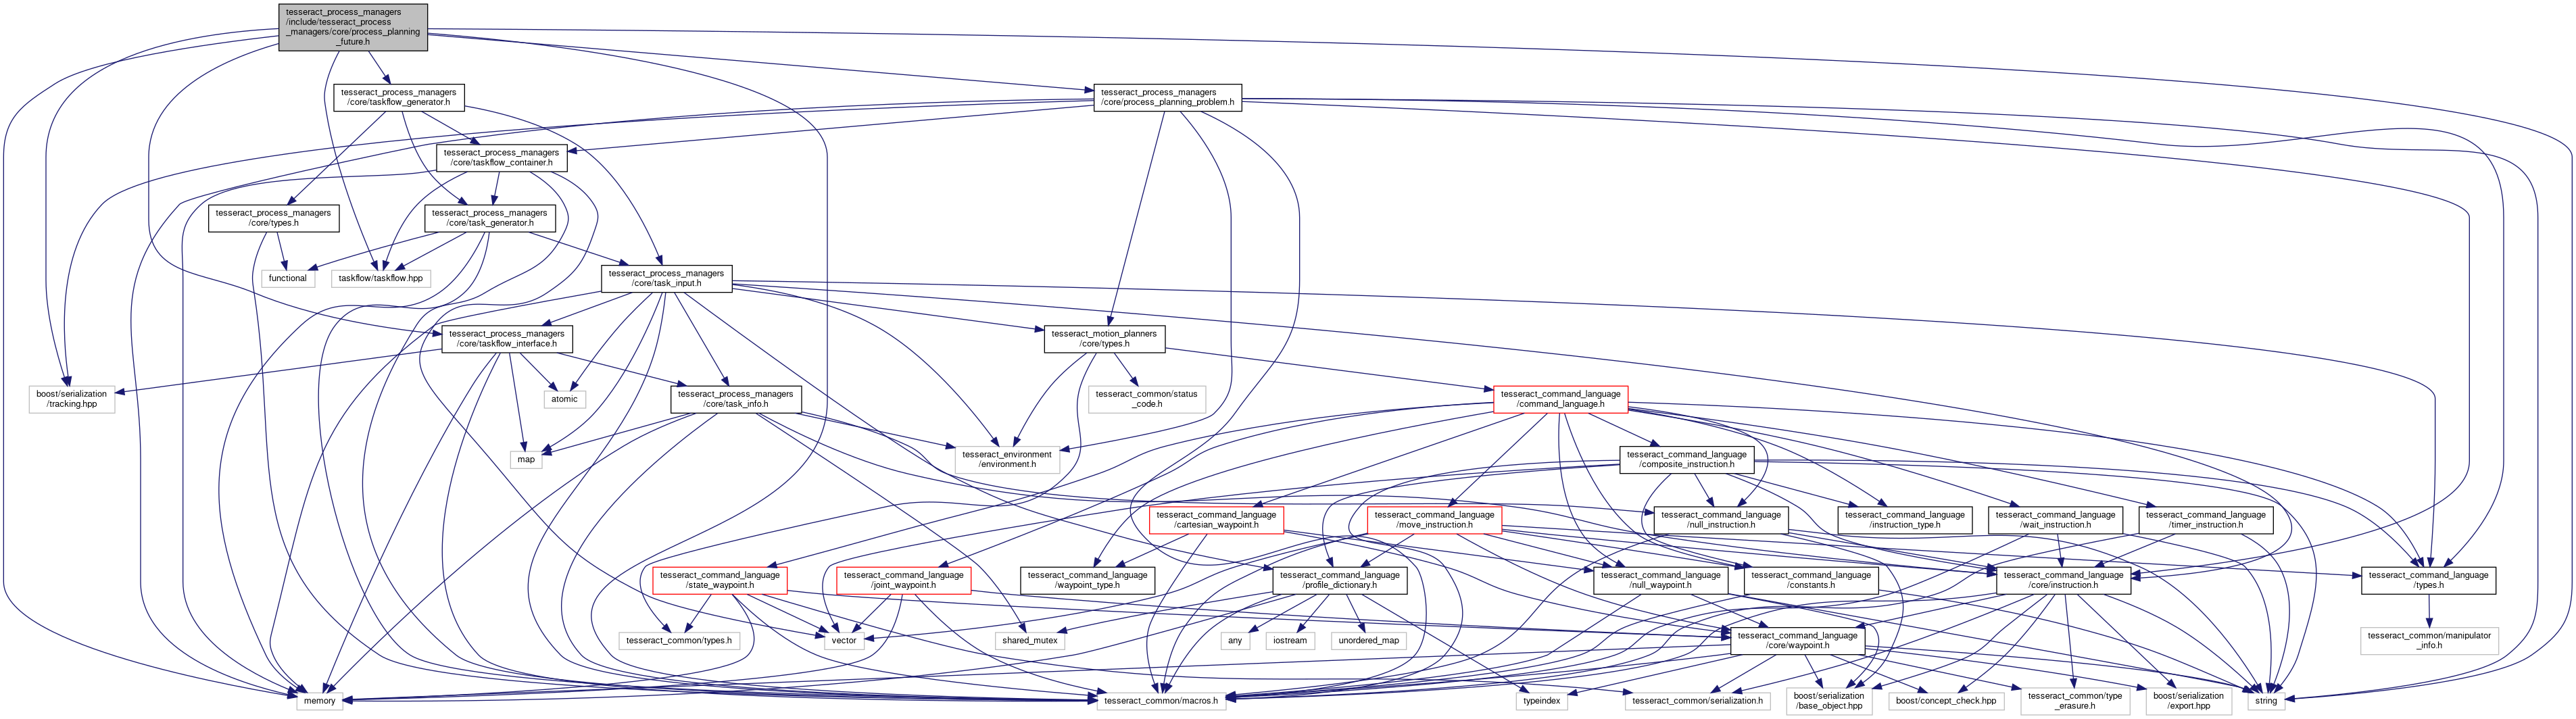 tesseract_process_managers
/include/tesseract_process
_managers/core/process_planning
_future.h
tesseract_process_managers
/core/taskflow_generator.h
tesseract_process_managers
/core/process_planning_problem.h
tesseract_process_managers
/core/taskflow_container.h
tesseract_process_managers
/core/types.h
tesseract_process_managers
/core/task_generator.h
functional
taskflow/taskflow.hpp
tesseract_process_managers
/core/task_input.h
tesseract_process_managers
/core/taskflow_interface.h
tesseract_motion_planners
/core/types.h
boost/serialization
/tracking.hpp
atomic
tesseract_process_managers
/core/task_info.h
tesseract_common/status
_code.h
tesseract_command_language
/command_language.h
map
tesseract_environment
/environment.h
tesseract_command_language
/composite_instruction.h
tesseract_command_language
/cartesian_waypoint.h
tesseract_command_language
/move_instruction.h
tesseract_command_language
/null_instruction.h
tesseract_command_language
/instruction_type.h
tesseract_command_language
/wait_instruction.h
tesseract_command_language
/timer_instruction.h
tesseract_command_language
/state_waypoint.h
tesseract_command_language
/joint_waypoint.h
tesseract_command_language
/waypoint_type.h
tesseract_command_language
/profile_dictionary.h
tesseract_command_language
/null_waypoint.h
tesseract_command_language
/constants.h
tesseract_command_language
/core/instruction.h
tesseract_command_language
/types.h
tesseract_common/types.h
vector
shared_mutex
any
iostream
unordered_map
tesseract_command_language
/core/waypoint.h
tesseract_common/manipulator
_info.h
memory
tesseract_common/macros.h
typeindex
tesseract_common/serialization.h
boost/serialization
/base_object.hpp
boost/concept_check.hpp
tesseract_common/type
_erasure.h
boost/serialization
/export.hpp
string